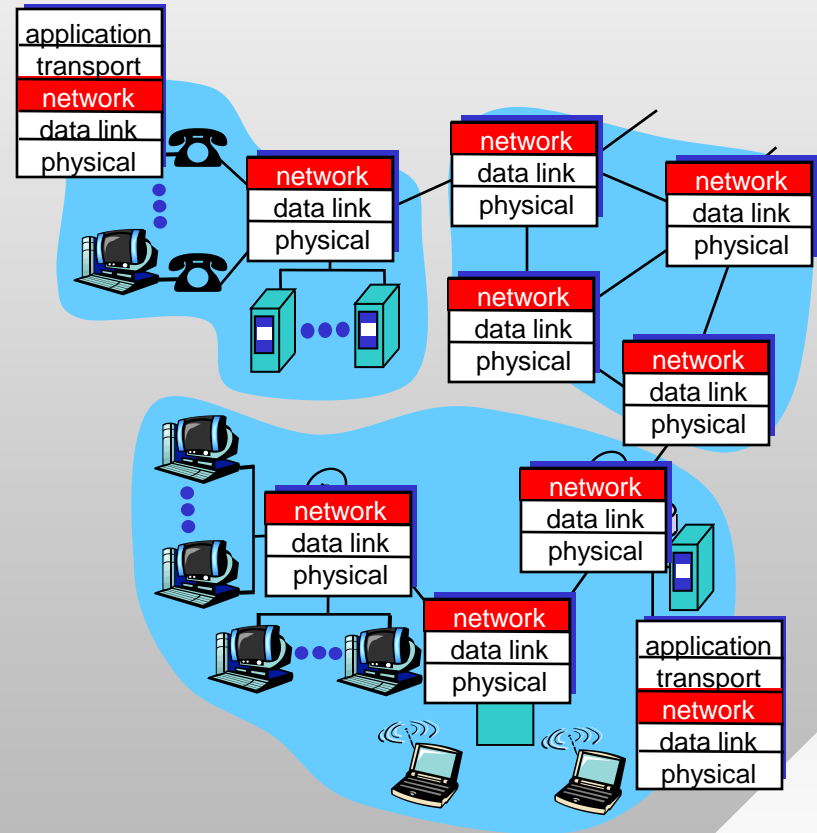 application
transport
network
data link
physical
network
data link
physical
network
data link
physical
network
data link
physical
network
data link
physical
network
data link
physical
network
data link
physical
network
data link
physical
network
data link
physical
application
transport
network
data link
physical